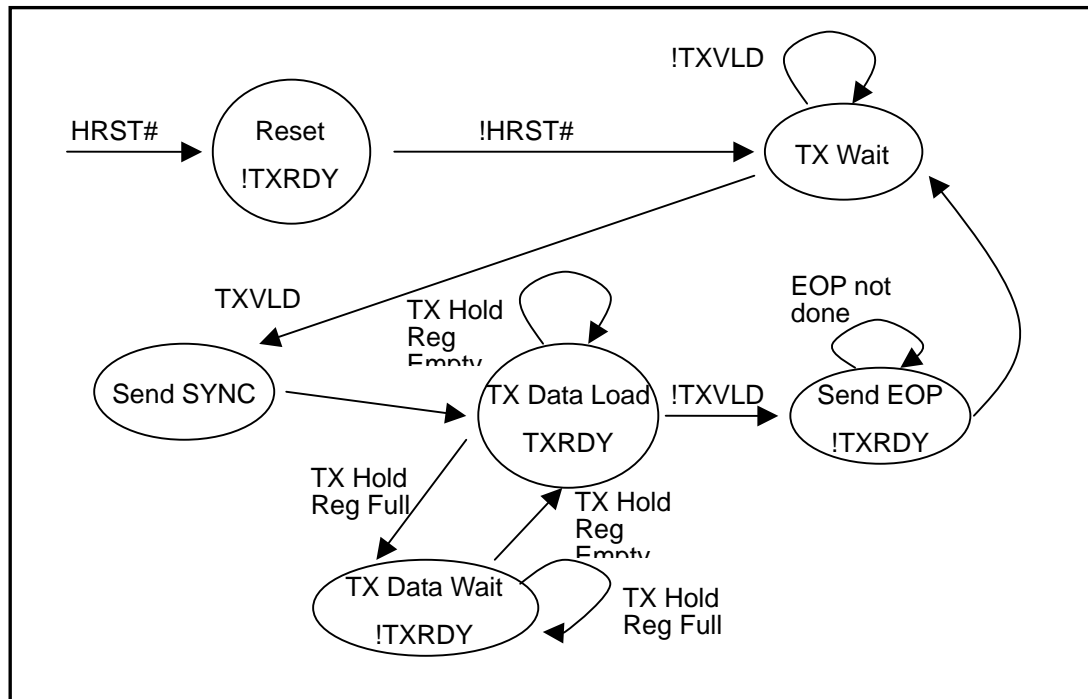 !TXVLD
HRST#
Reset
!TXRDY
!HRST#
TX Wait
TXVLD
TX Hold
Reg
Empty
EOP not
done
Send SYNC
TX Data Load
TXRDY
!TXVLD
Send EOP
!TXRDY
TX Hold
Reg Full
TX Hold
Reg
Empty
TX Data Wait
!TXRDY
TX Hold
Reg Full